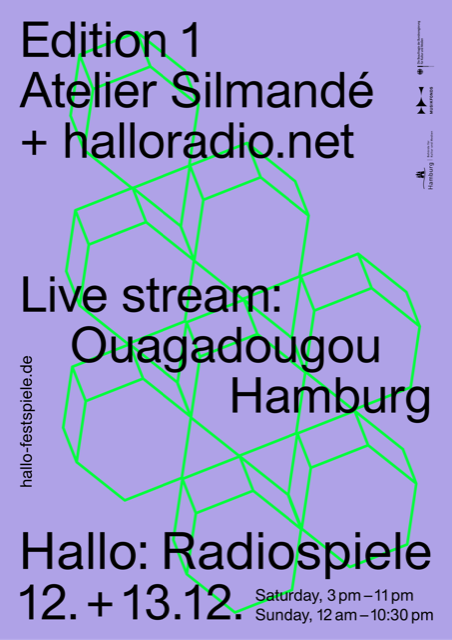 Edition 1
Atelier Silmandé
+ halloradio.net
Live stream:
Ouagadougou
Hamburg
hallo-festspiele.de
Hallo: Radiospiele
12. + 13.12.
Saturday, 3 pm – 11 pm
Sunday, 12 am – 10:30 pm
Hamburg